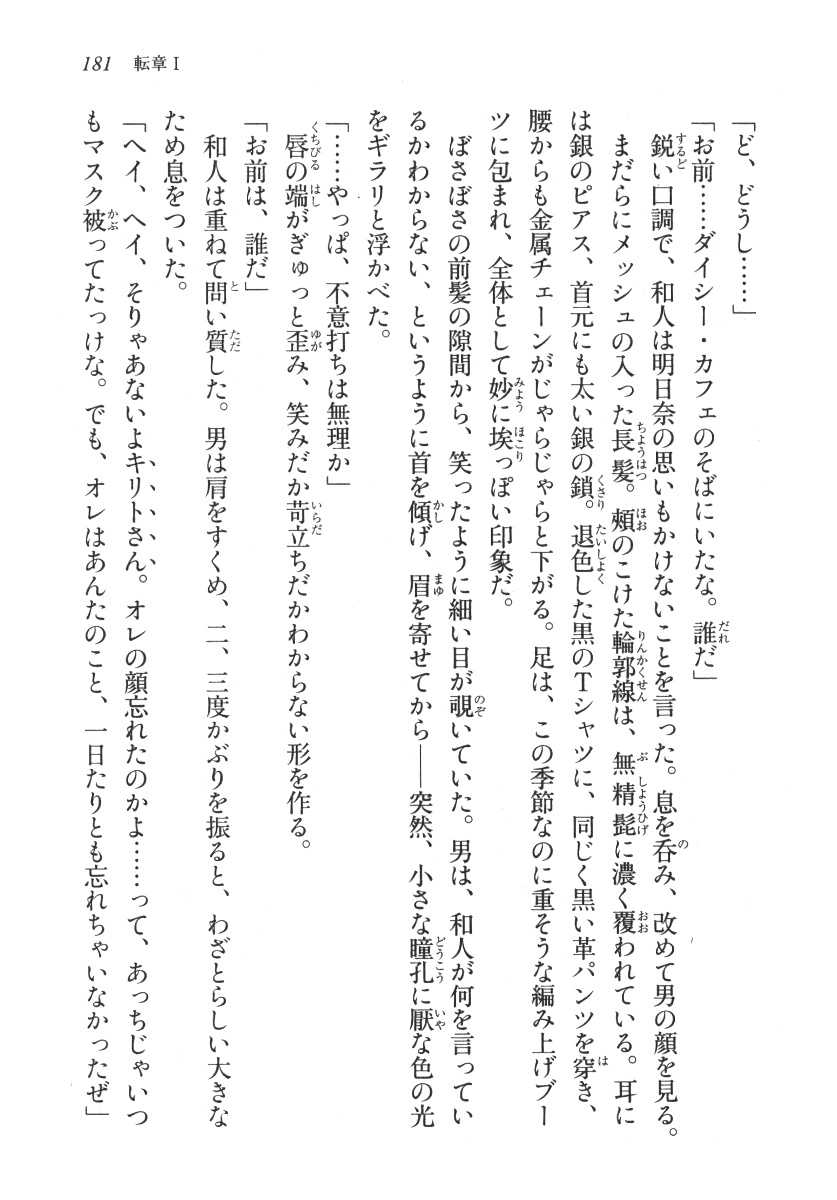 181 転章Ⅰ
「ど、どうし……」
「お前……ダイシー・カフェのそばにいたな。誰だ」
鋭い口調で、和人は明日奈の思いもかけないことを言った。息を呑み、改めて男の顔を見る。
まだらにメッシュの入った長髪。頬のこけた輪郭線は、無精髭に濃く覆われている。耳に
は銀のピアス、首元にも太い銀の鎖。退色した黒のTシャツに、同じく黒い革パンツを穿き、
腰からも金属チェーンがじゃらじゃらと下がる。足は、この季節なのに重そうな編み上げブー
ツに包まれ、全体として妙に埃っぽい印象だ。
ぼさぼさの前髪の隙間から、笑ったように細い目が覗いていた。男は、和人が何を言ってい
るかわからない、というように首を傾げ、眉を寄せてから――突然、小さな瞳孔に厭な色の光
をギラリと浮かべた。
「……やっぱ、不意打ちは無理か」
唇の端がぎゅっと歪み、笑みだか苛立ちだかわからない形を作る。
「お前は、誰だ」
和人は重ねて問い質した。男は肩をすくめ、二、三度かぶりを振ると、わざとらしい大きな
ため息をついた。
「ヘイ、ヘイ、そりゃあないよキリトさん。オレの顔忘れたのかよ……って、あっちじゃいつ
もマスク被ってたっけな。でも、オレはあんたのこと、一日たりとも忘れちゃいなかったぜ」